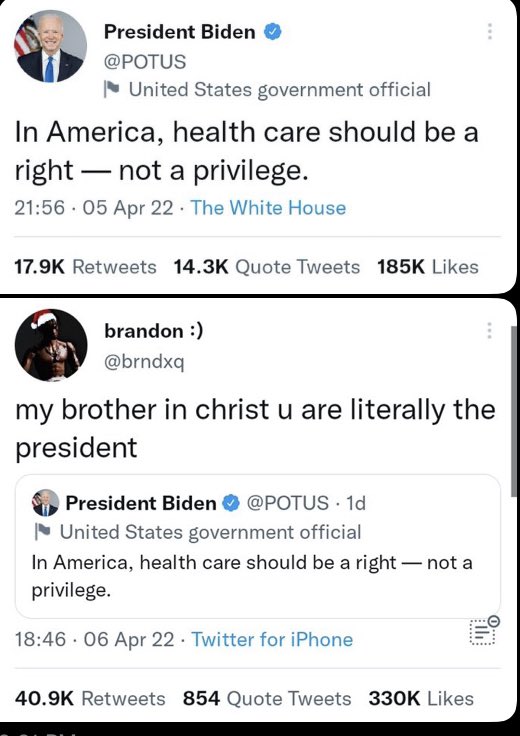 President Biden
@POTUS
United States government official
In America, health care should be a
right — not a privilege.
21:56 · 05 Apr 22 · The White House
17.9K Retweets 14.3K Quote Tweets 185K Likes
brandon :)
@brndxq
my brother in christ u are literally the
president
President Biden @POTUS · 1d
United States government official
In America, health care should be a right — not a
privilege.
18:46 · 06 Apr 22 · Twitter for iPhone
40.9K Retweets 854 Quote Tweets 330K Likes